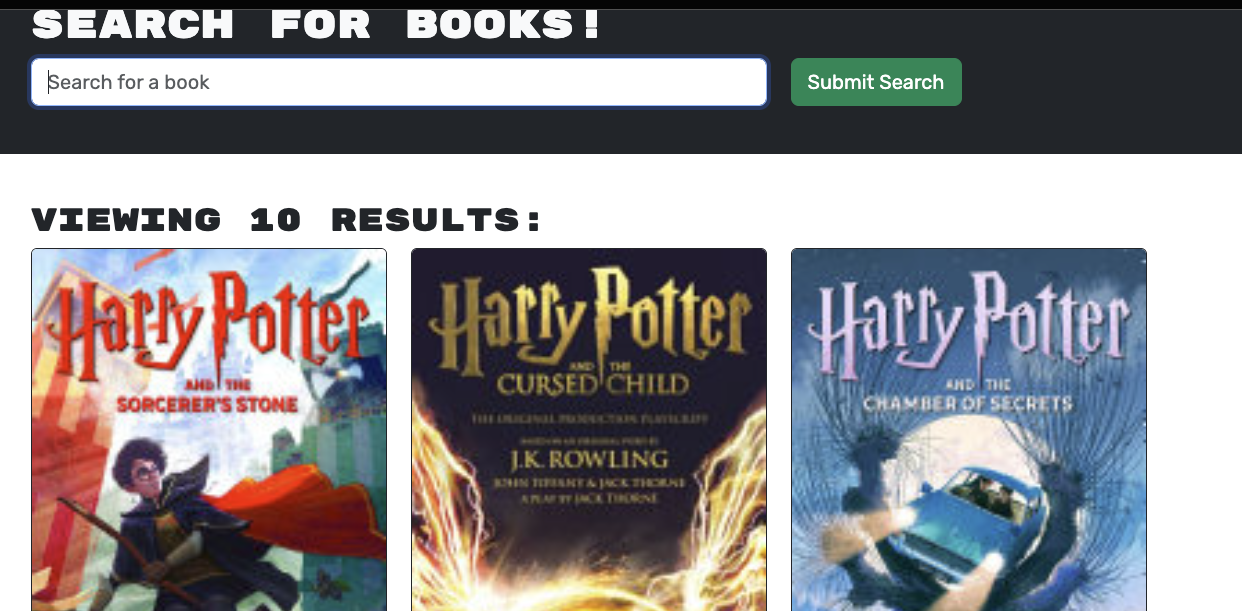 SEARCH FOR BOOKS!
Search for a book
Submit Search
VIEWING 10 RESULTS:
Harry Potter
AND THE
SORCERER'S STONE
Harry Potter
AND THE
CURSED CHILD
THE ORIGINAL PRODUCTION PLAYSCRIPT
BASED ON AN ORIGINAL STORY BY
J.K. ROWLING
JOHN TIFFANY & JACK THORNE
A PLAY BY JACK THORNE
Harry Potter
AND THE
CHAMBER OF SECRETS